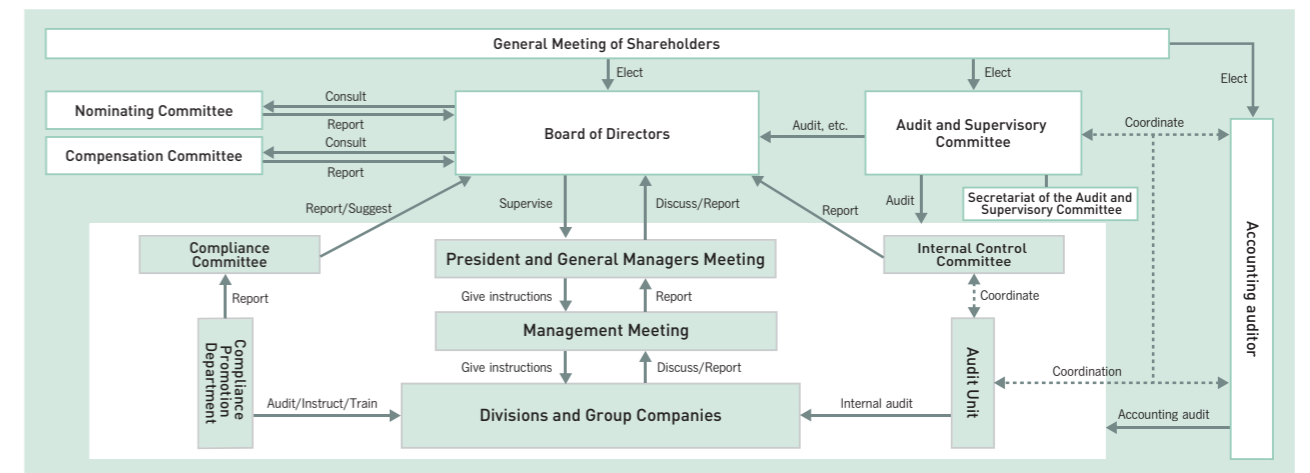 General Meeting of Shareholders
Elect
Elect
Elect
Nominating Committee
Consult
Report
Compensation Committee
Consult
Report
Board of Directors
Audit, etc.
Audit and Supervisory
Committee
Coordinate
Secretariat of the Audit and
Supervisory Committee
Report/Suggest
Supervise
Discuss/Report
Report
Audit
Compliance
Committee
President and General Managers Meeting
Internal Control
Committee
Accounting auditor
Report
Give instructions
Report
Coordinate
Management Meeting
Compliance
Promotion
Department
Give instructions
Discuss/Report
Audit Unit
Coordination
Audit/Instruct/Train
Divisions and Group Companies
Internal audit
Accounting audit